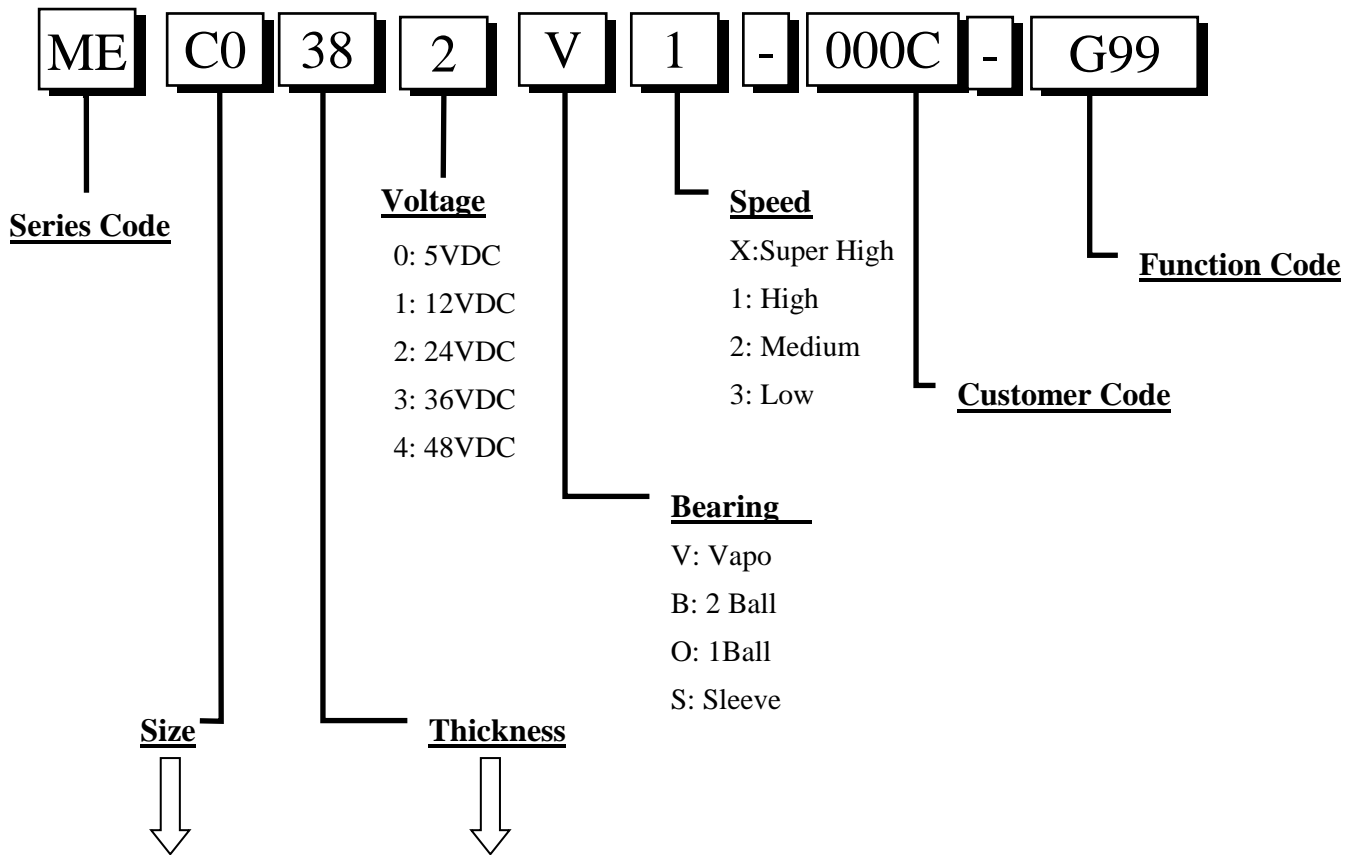 ME C0 38 2 V 1 - 000C - G99
Series Code
Voltage
0: 5VDC
1: 12VDC
2: 24VDC
3: 36VDC
4: 48VDC
Speed
X:Super High
1: High
2: Medium
3: Low
Function Code
Customer Code
Bearing
V: Vapo
B: 2 Ball
O: 1Ball
S: Sleeve
Size
Thickness